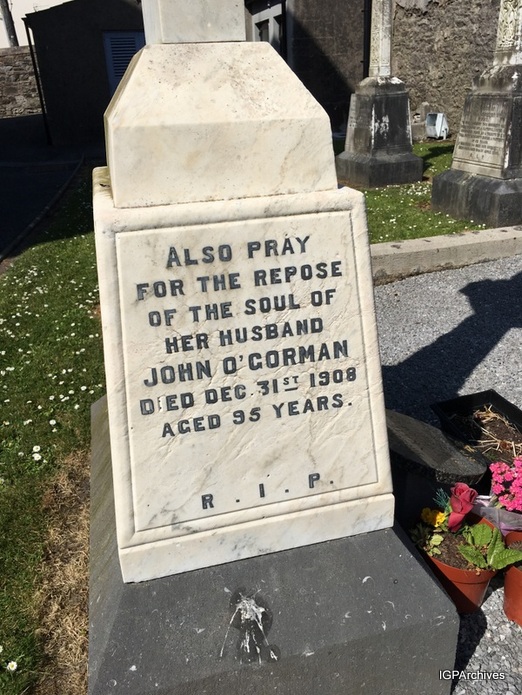 ALSO PRAY
FOR THE REPOSE
OF THE SOUL OF
HER HUSBAND
JOHN O'GORMAN
DIED DEC. 31ST 1908
AGED 95 YEARS.
R . I . P.
IGPArchives